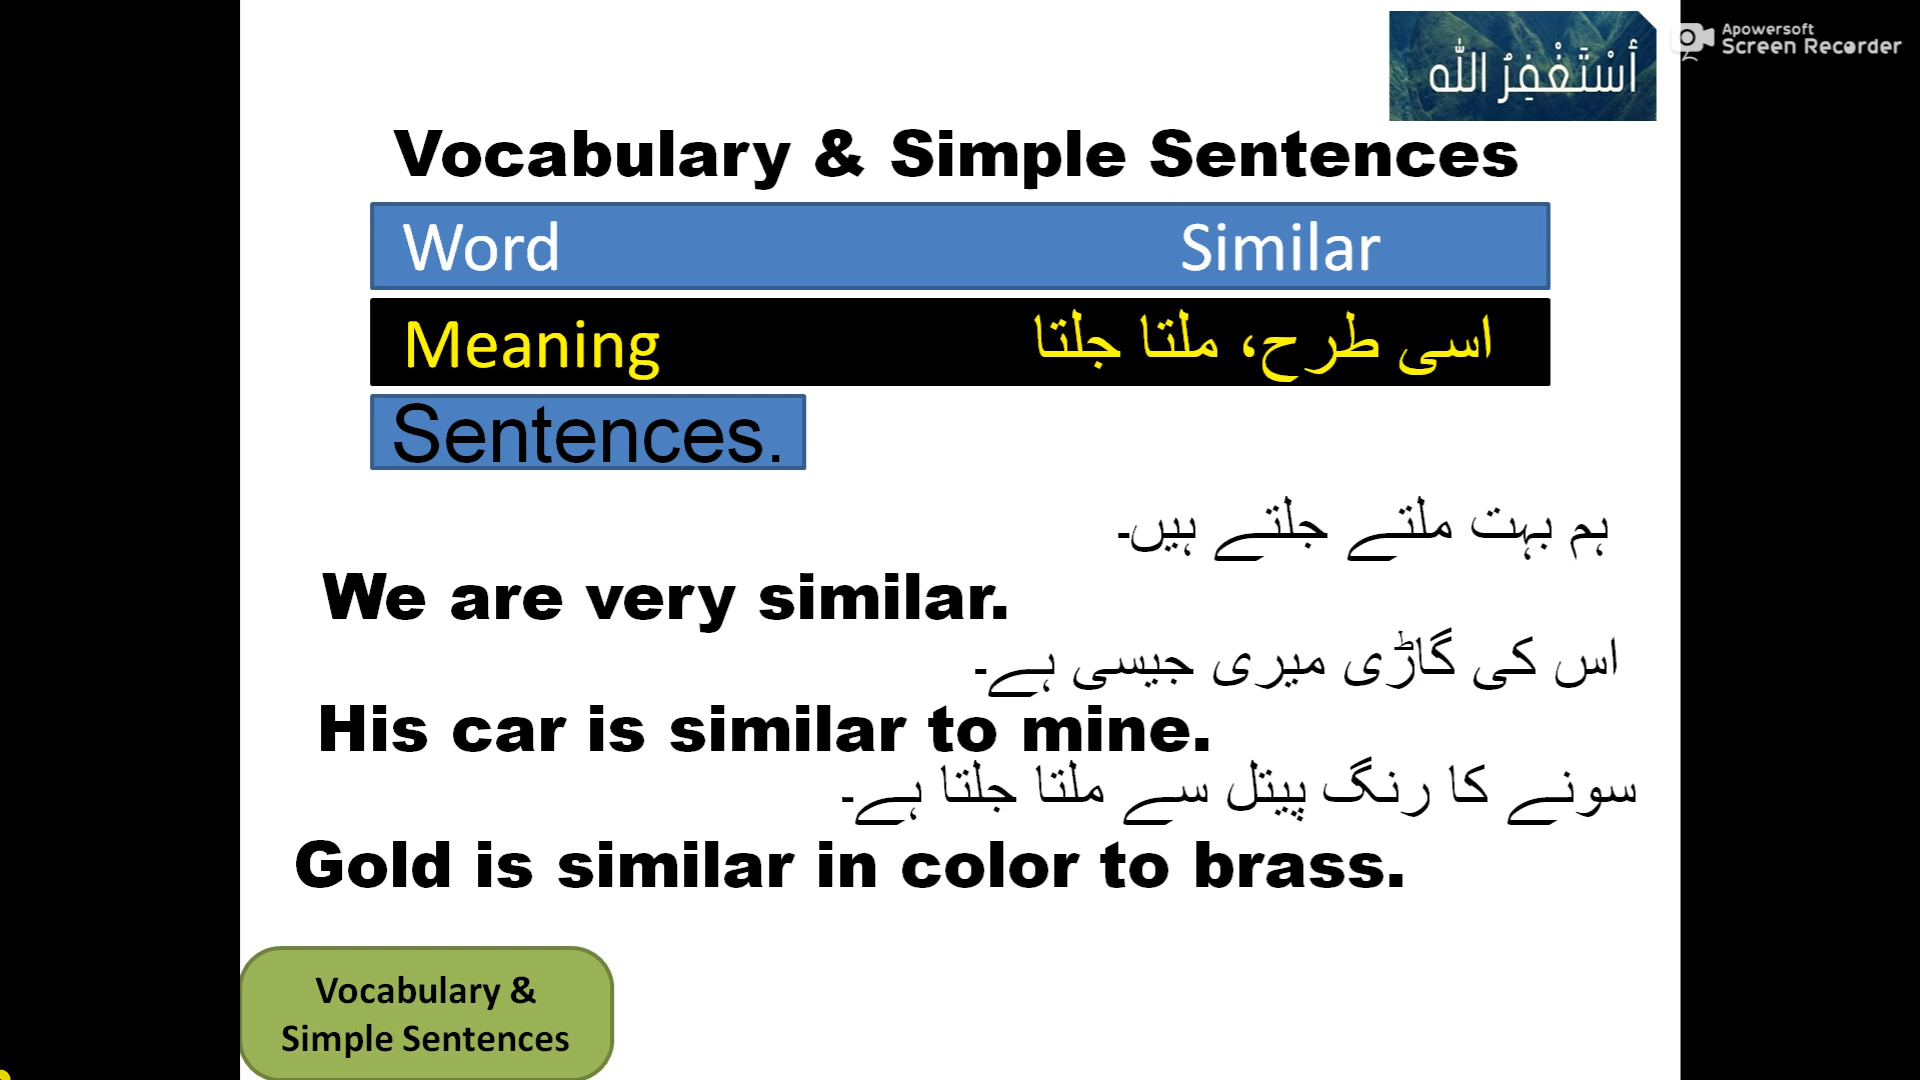 أَسْتَغْفِرُ الله
Apowersoft
Screen Recorder
Vocabulary & Simple Sentences
Word Similar
Meaning اسی طرح، ملتا جلتا
Sentences.
ہم بہت ملتے جلتے ہیں۔
We are very similar.
اس کی گاڑی میری جیسی ہے۔
His car is similar to mine.
سونے کا رنگ پیتل سے ملتا جلتا ہے۔
Gold is similar in color to brass.
Vocabulary &
Simple Sentences